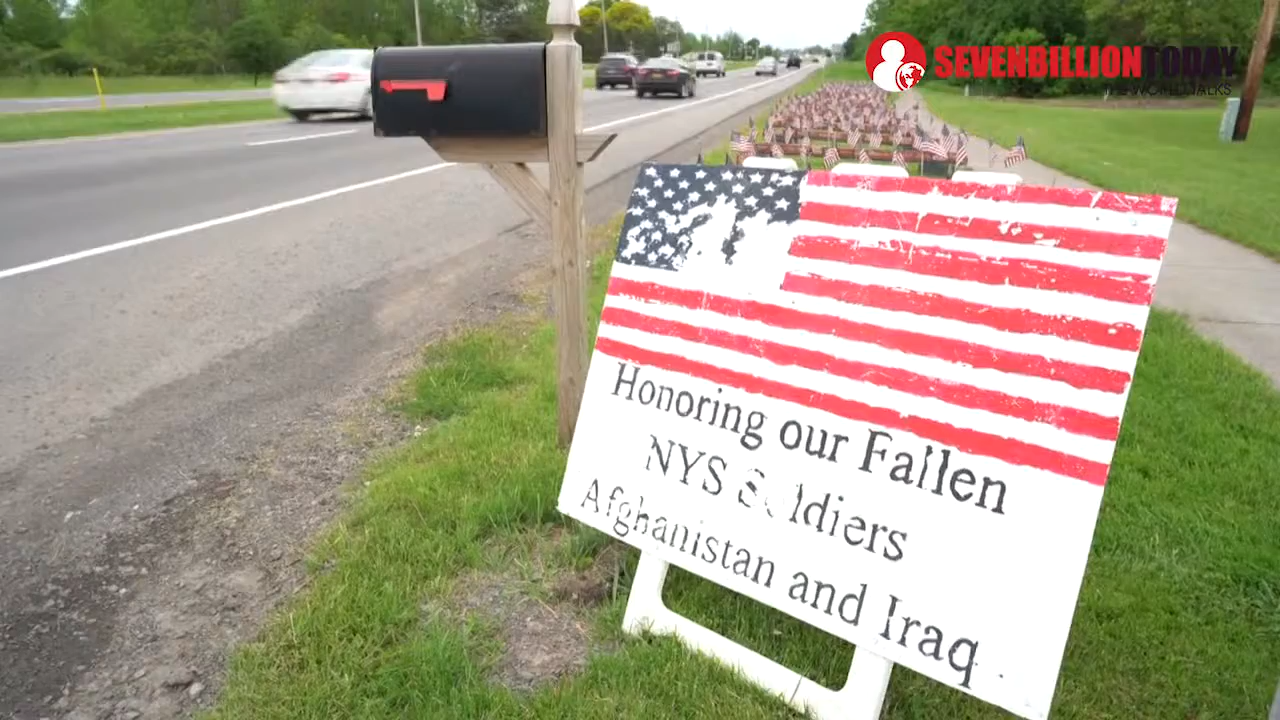 SEVENBILLIONTODAY
Honoring our Fallen
NYS Soldiers
Afghanistan and Iraq